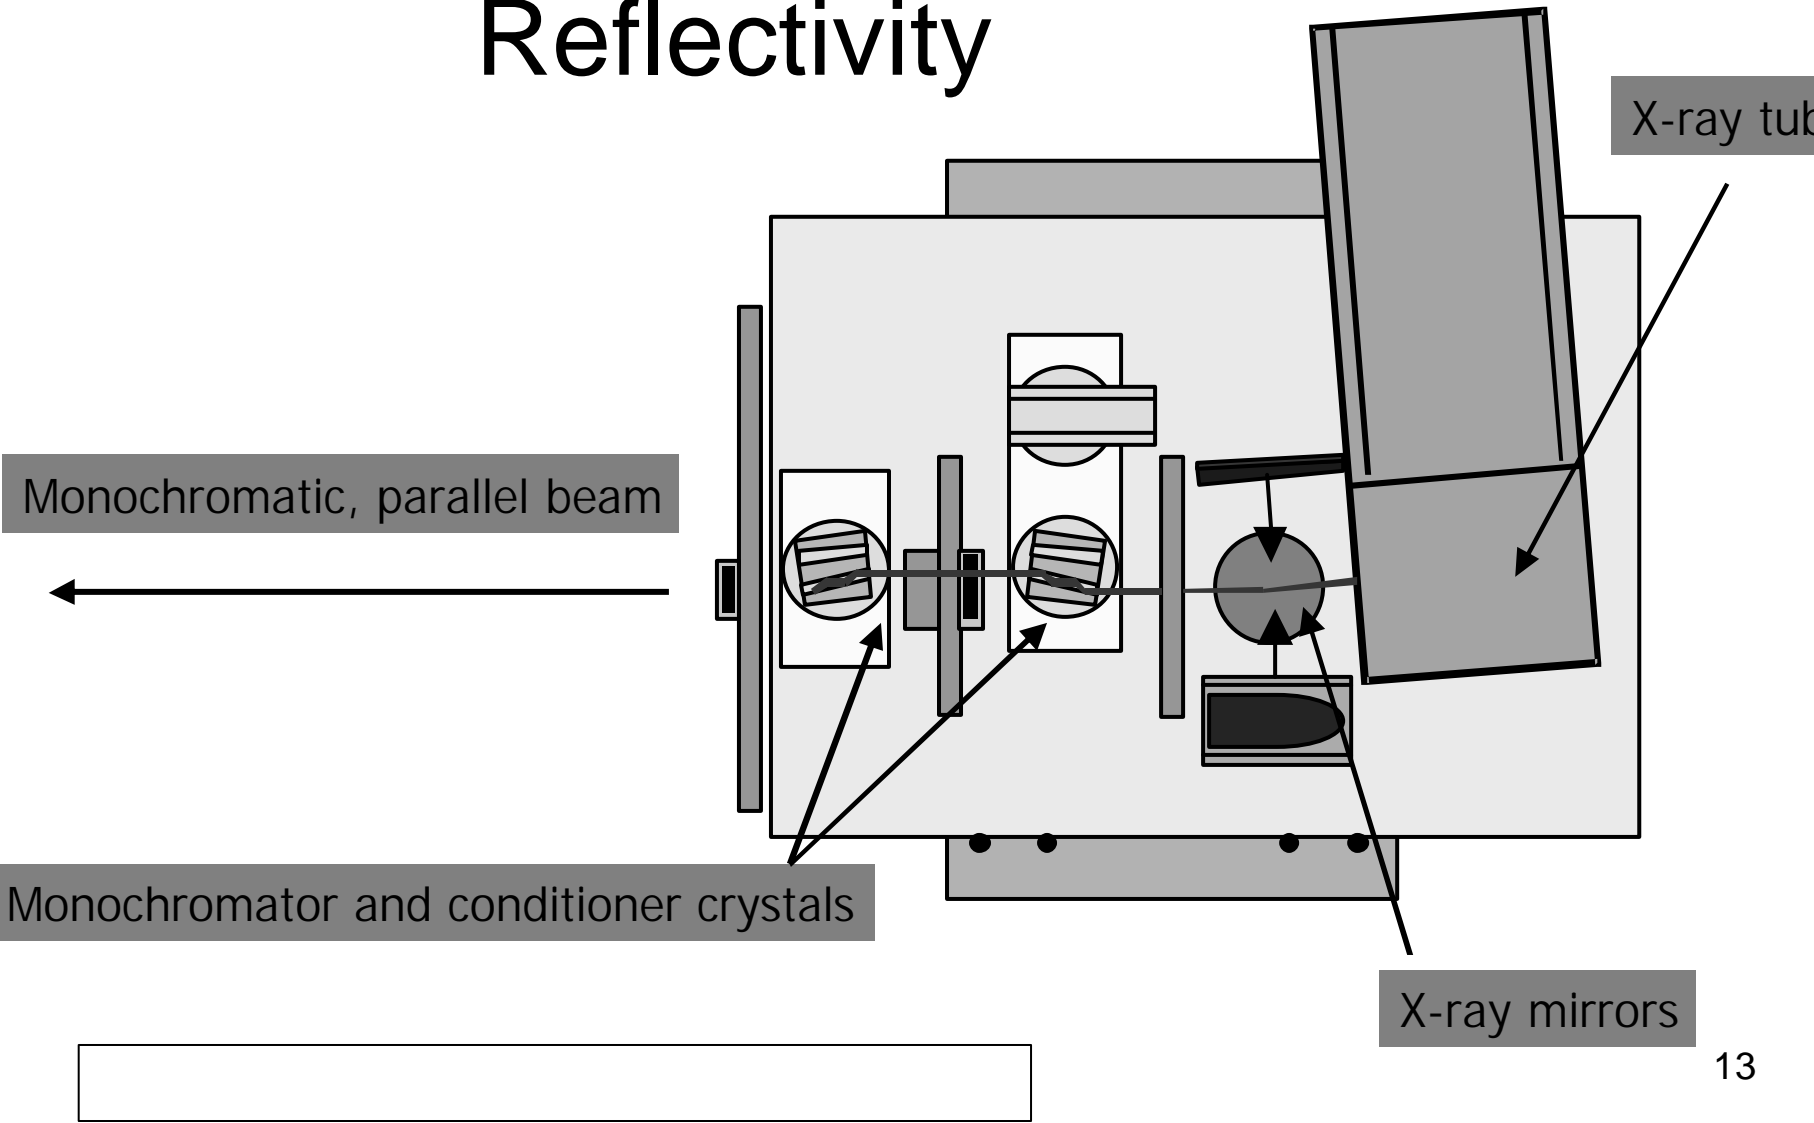 Reflectivity
X-ray tub
Monochromatic, parallel beam
Monochromator and conditioner crystals
X-ray mirrors
13